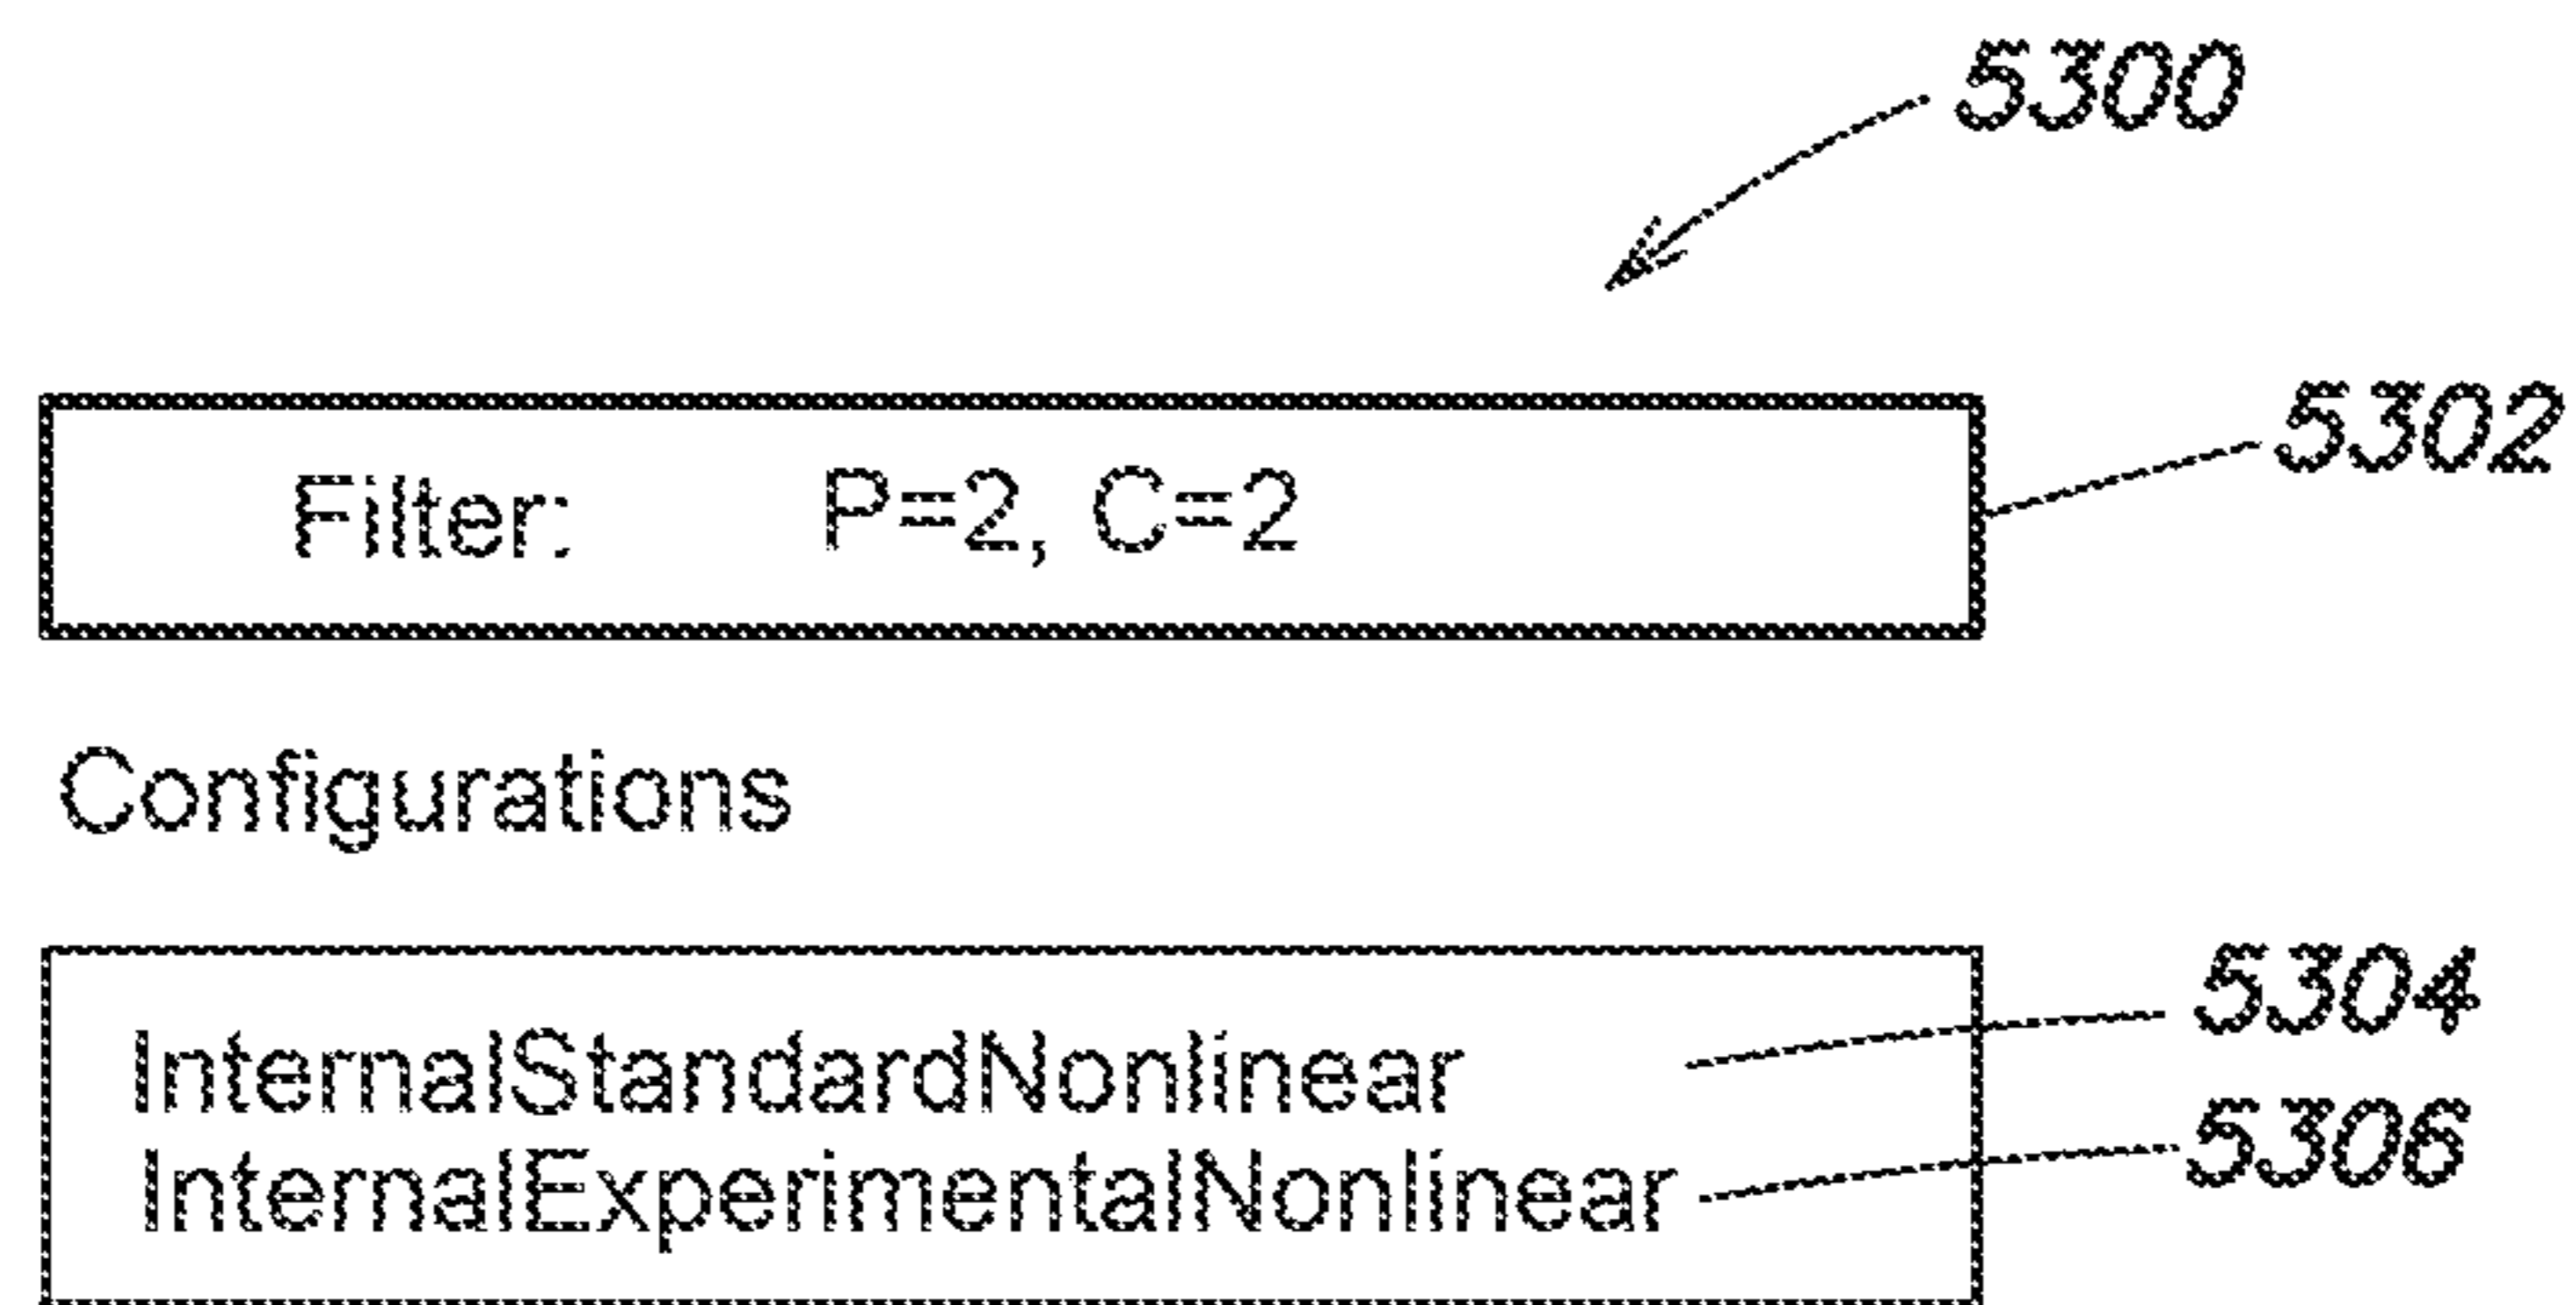 5300
5302
Filter: P=2, C=2
Configurations
5304
InternalStandardNonlinear
5306
InternalExperimentalNonlinear